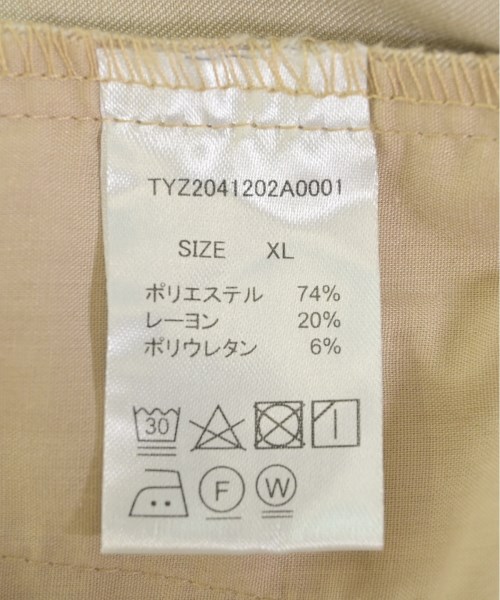 TYZ2041202A0001
SIZE XL
ポリエステル 74%
レーヨン 20%
ポリウレタン 6%
30
F W